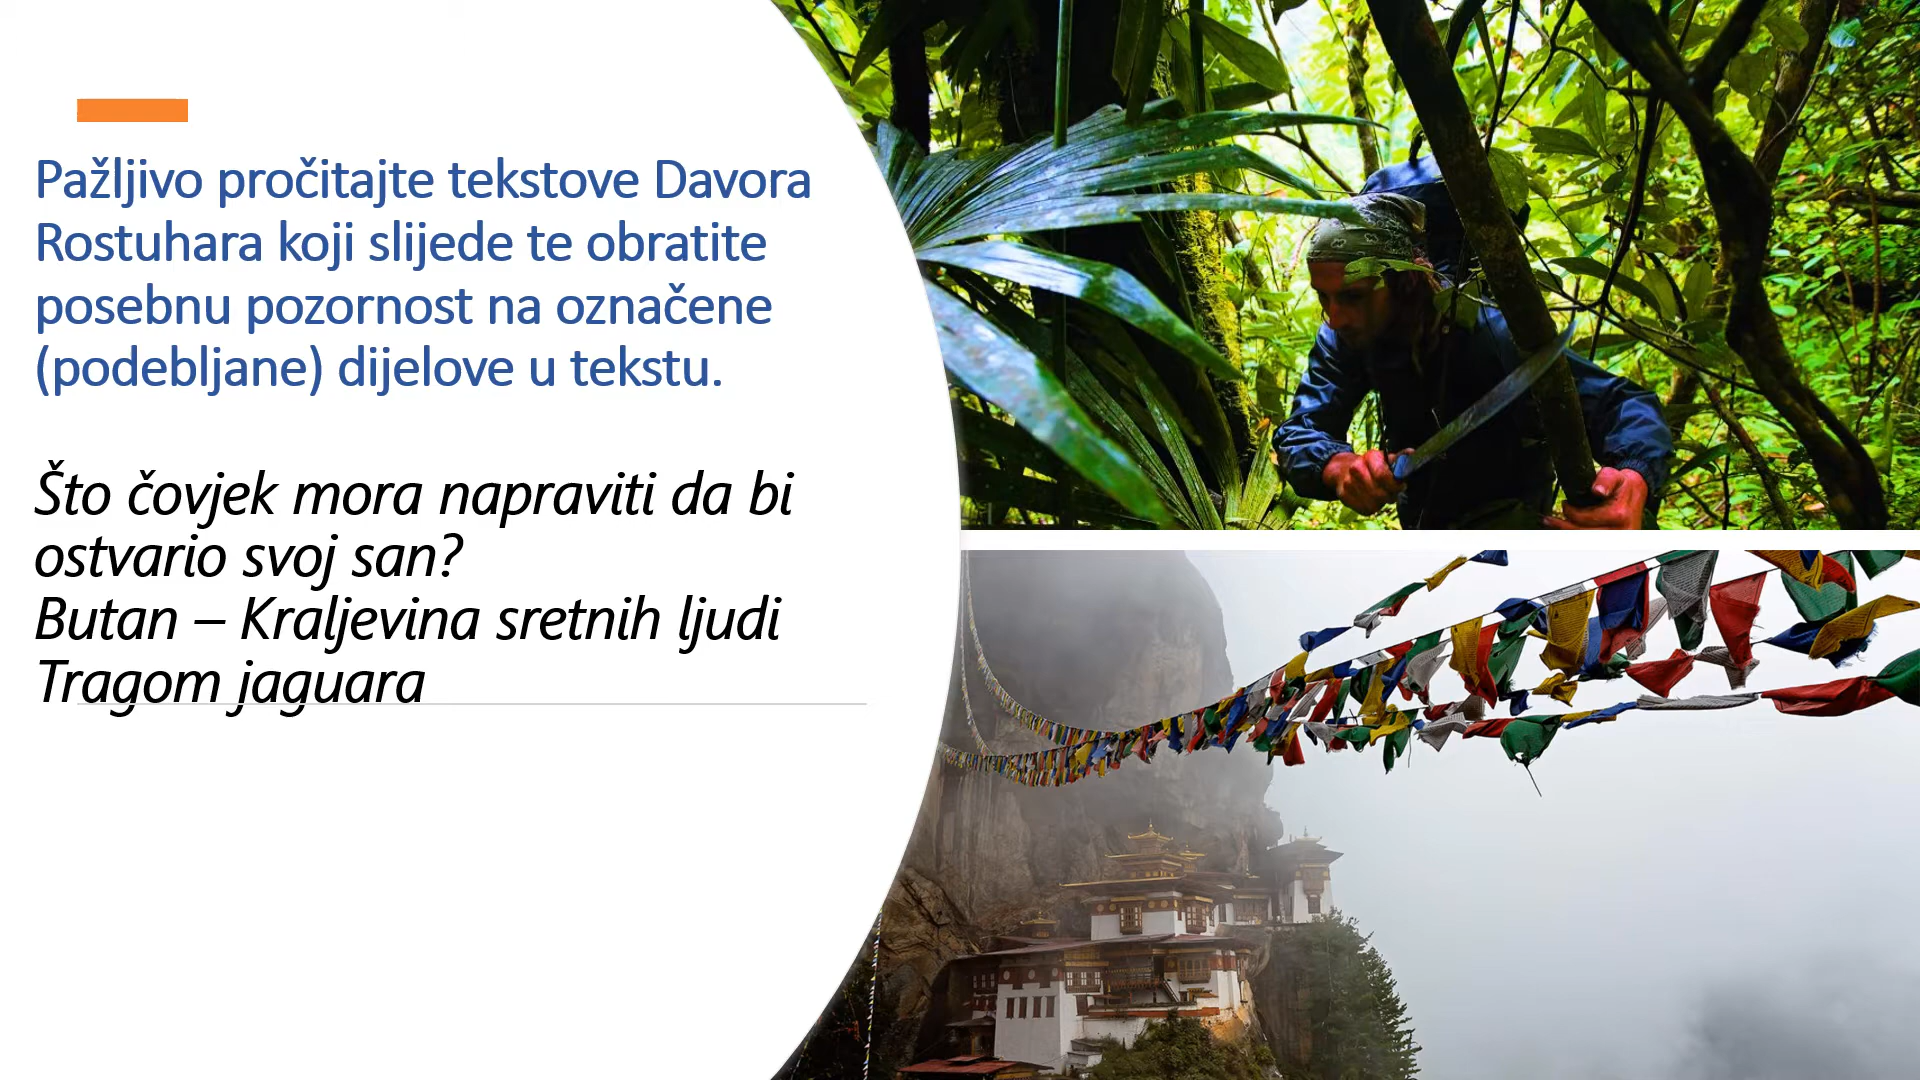 Pažljivo pročitajte tekstove Davora
Rostuhara koji slijede te obratite
posebnu pozornost na označene
(podebljane) dijelove u tekstu.
Što čovjek mora napraviti da bi
ostvario svoj san?
Butan – Kraljevina sretnih ljudi
Tragom jaguara